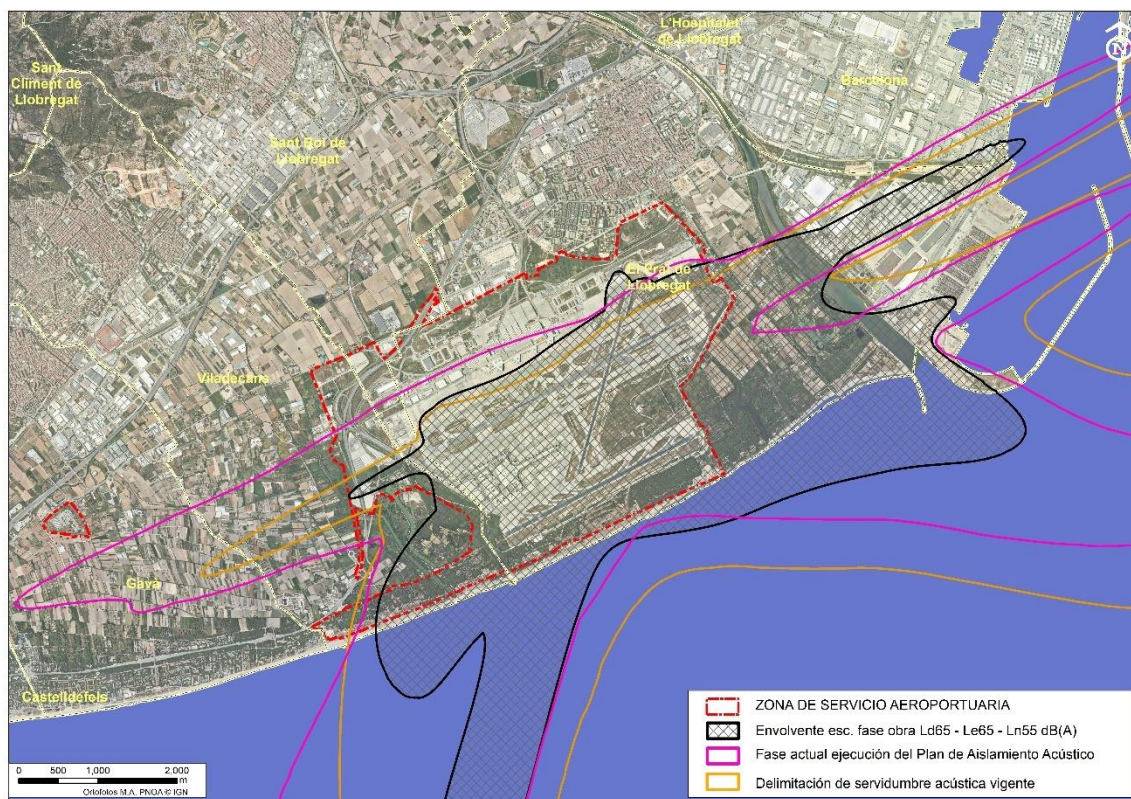 L'Hospitalet
de Llobregat
N
Sant
Climent de
Llobregat
Barcelona
Sant Boi de
Llobregat
El Prat de
Llobregat
Viladecans
Gavà
Castelldefels
ZONA DE SERVICIO AEROPORTUARIA
Envolvente esc. fase obra Ld65 - Le65 - Ln55 dB(A)
Fase actual ejecución del Plan de Aislamiento Acústico
Delimitación de servidumbre acústica vigente
0 500 1,000 2,000
m
Ortofotos M.A. PNOA © IGN